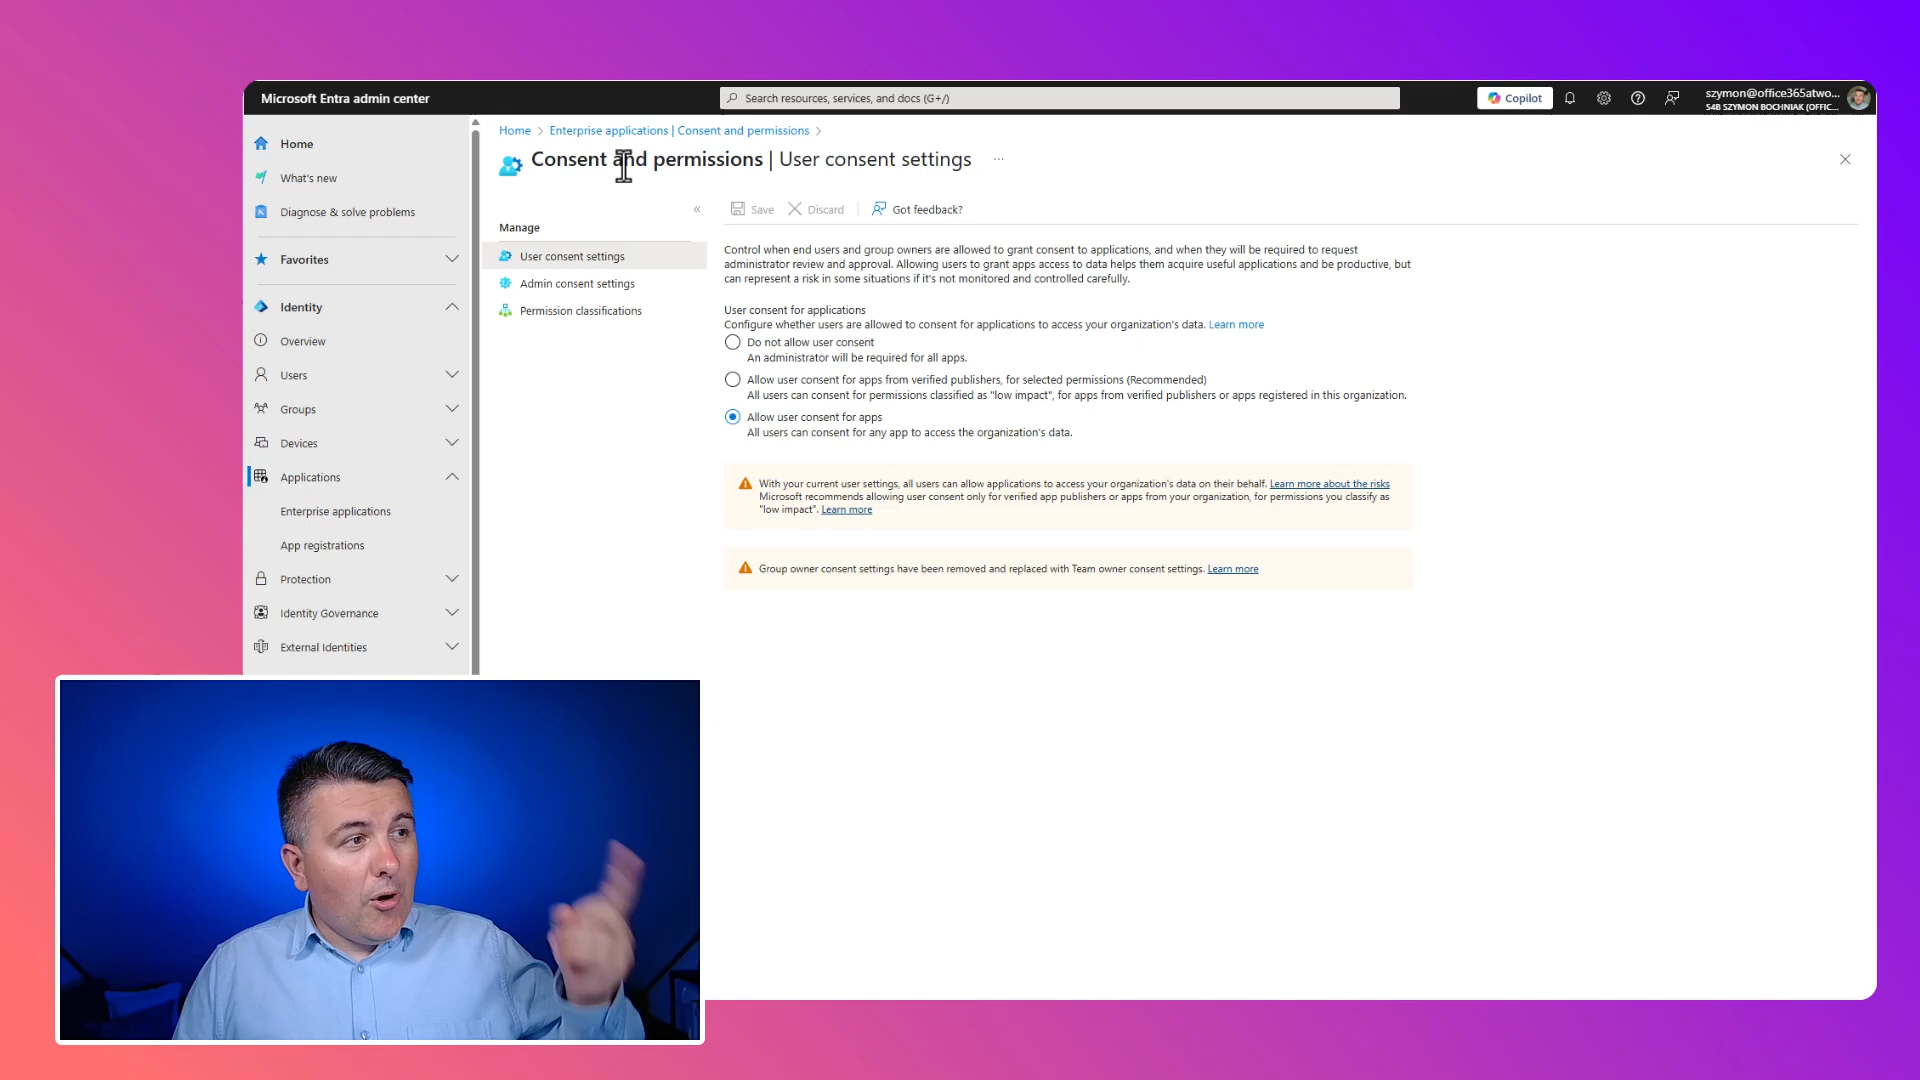 Microsoft Entra admin center
Search resources, services, and docs (G+/)
Copilot
szymon@office365atwo...
S4B SZYMON BOCHNIAK (OFFIC...
Home
What's new
Diagnose & solve problems
Favorites
Identity
Overview
Users
Groups
Devices
Applications
Enterprise applications
App registrations
Protection
Identity Governance
External Identities
Home > Enterprise applications | Consent and permissions >
Consent and permissions | User consent settings ...
Manage
User consent settings
Admin consent settings
Permission classifications
Save Discard Got feedback?
Control when end users and group owners are allowed to grant consent to applications, and when they will be required to request
administrator review and approval. Allowing users to grant apps access to data helps them acquire useful applications and be productive, but
can represent a risk in some situations if it's not monitored and controlled carefully.
User consent for applications
Configure whether users are allowed to consent for applications to access your organization's data. Learn more
Do not allow user consent
An administrator will be required for all apps.
Allow user consent for apps from verified publishers, for selected permissions (Recommended)
All users can consent for permissions classified as "low impact", for apps from verified publishers or apps registered in this organization.
Allow user consent for apps
All users can consent for any app to access the organization's data.
With your current user settings, all users can allow applications to access your organization's data on their behalf. Learn more about the risks
Microsoft recommends allowing user consent only for verified app publishers or apps from your organization, for permissions you classify as
"low impact". Learn more
Group owner consent settings have been removed and replaced with Team owner consent settings. Learn more